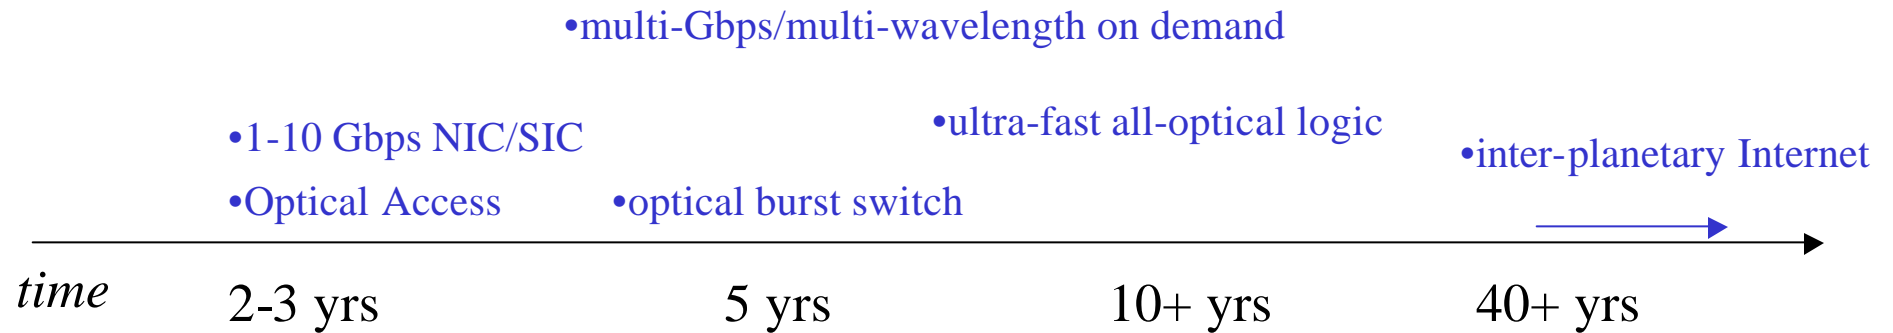 •multi-Gbps/multi-wavelength on demand
•ultra-fast all-optical logic
•1-10 Gbps NIC/SIC
•inter-planetary Internet
•Optical Access
•optical burst switch
time
2-3 yrs
5 yrs
10+ yrs
40+ yrs